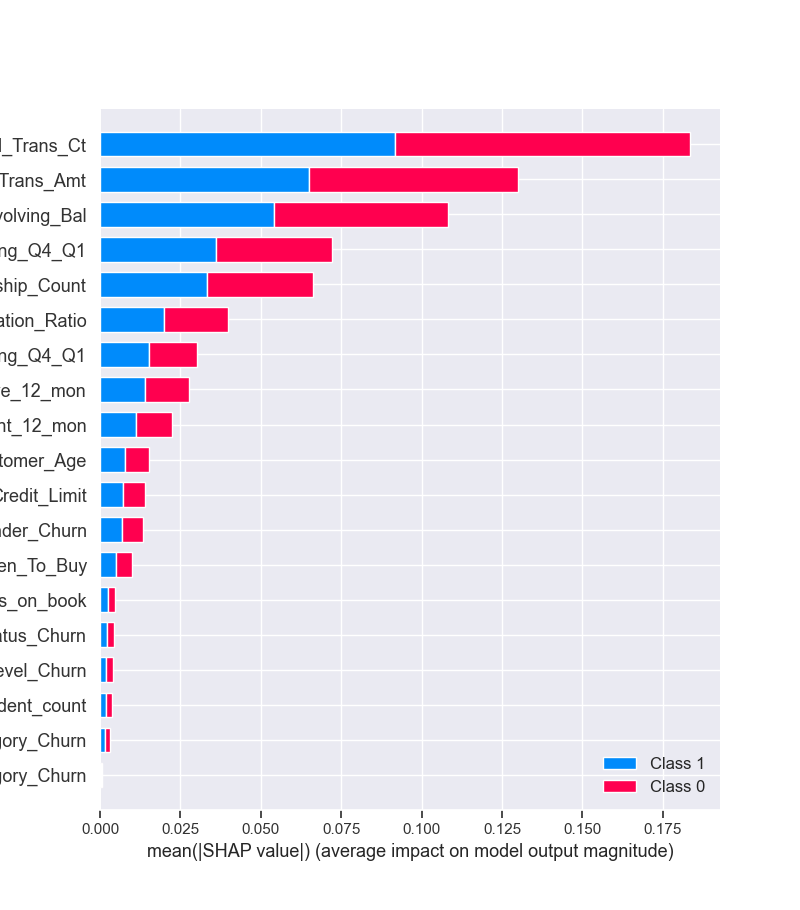 l_Trans_Ct
Trans_Amt
volving_Bal
ng_Q4_Q1
ship_Count
ation_Ratio
ng_Q4_Q1
ve_12_mon
nt_12_mon
tomer_Age
Credit_Limit
nder_Churn
en_To_Buy
s_on_book
atus_Churn
evel_Churn
dent_count
gory_Churn
gory_Churn
Class 1
Class 0
0.000 0.025 0.050 0.075 0.100 0.125 0.150 0.175
mean(|SHAP value|) (average impact on model output magnitude)